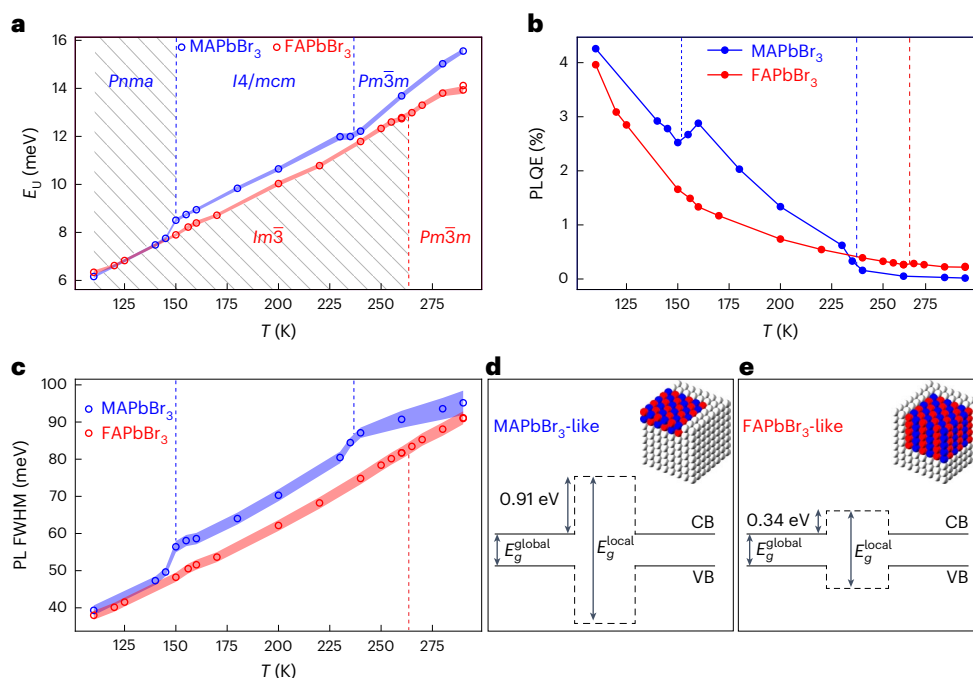 a
16
14
12
10
8
6
E_U (meV)
MAPbBr₃ FAPbBr₃
Pnma I4/mcm Pm3̅m
Im3̅ Pm3̅m
125 150 175 200 225 250 275
T (K)
b
4
3
2
1
0
PLQE (%)
MAPbBr₃
FAPbBr₃
125 150 175 200 225 250 275
T (K)
c
100
90
80
70
60
50
40
PL FWHM (meV)
MAPbBr₃
FAPbBr₃
125 150 175 200 225 250 275
T (K)
d
MAPbBr₃-like
0.91 eV
CB
E_g^global
E_g^local
VB
e
FAPbBr₃-like
0.34 eV
CB
E_g^global
E_g^local
VB